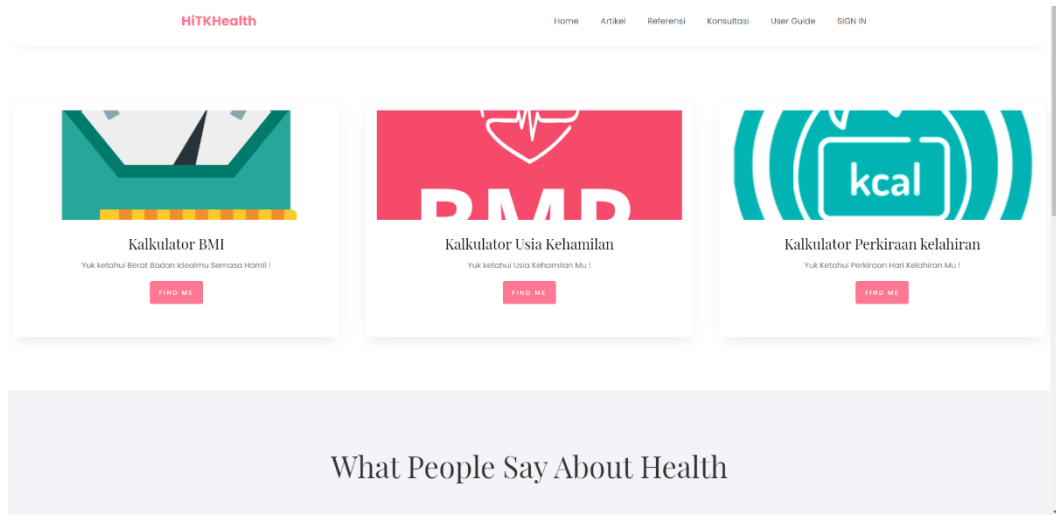 HiTKHealth
Home Artikel Referensi Konsultasi User Guide SIGN IN
BMR
kcal
Kalkulator BMI
Yuk ketahui Berat Badan Idealmu Semasa Hamil !
FIND ME
Kalkulator Usia Kehamilan
Yuk ketahui Usia Kehamilan Mu !
FIND ME
Kalkulator Perkiraan kelahiran
Yuk Ketahui Perkiraan Hari Kelahiran Mu !
FIND ME
What People Say About Health